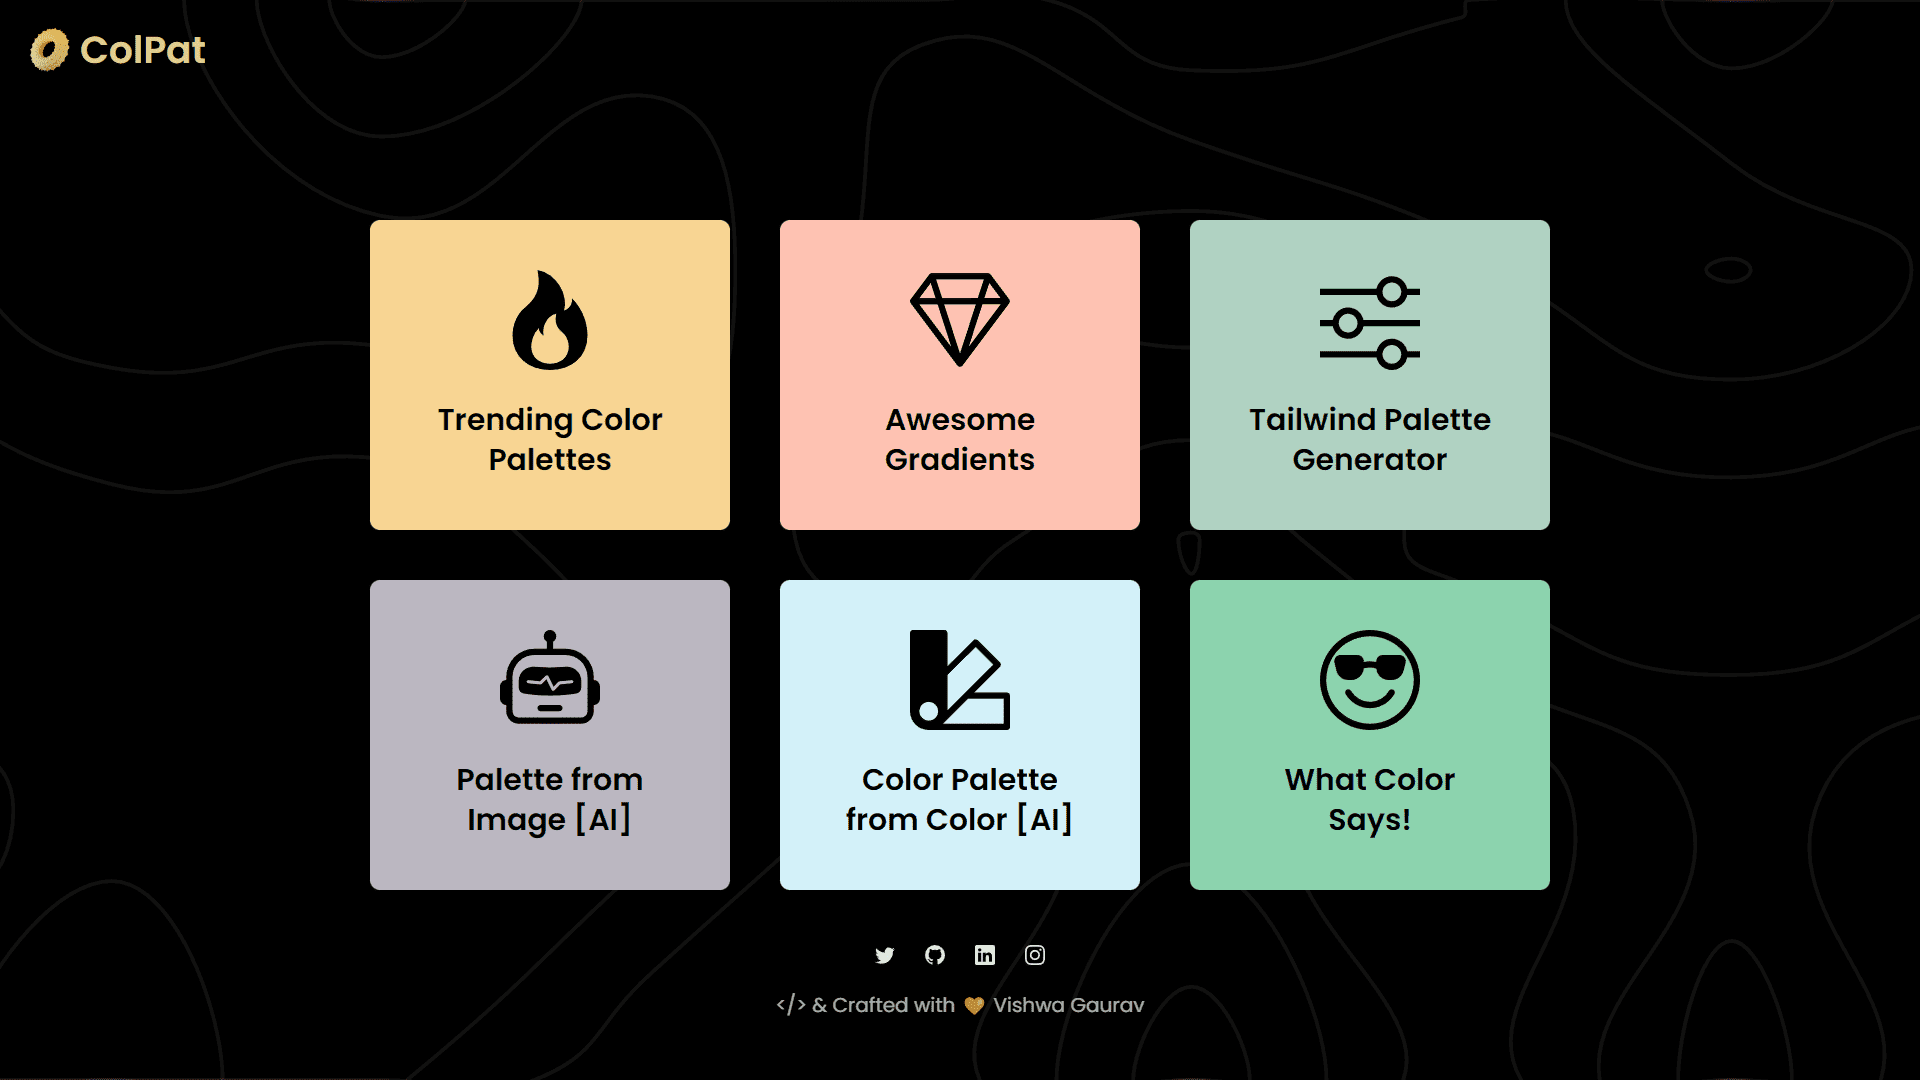 ColPat
Trending Color
Palettes
Awesome
Gradients
Tailwind Palette
Generator
Palette from
Image [AI]
Color Palette
from Color [AI]
What Color
Says!
</> & Crafted with 🧡 Vishwa Gaurav